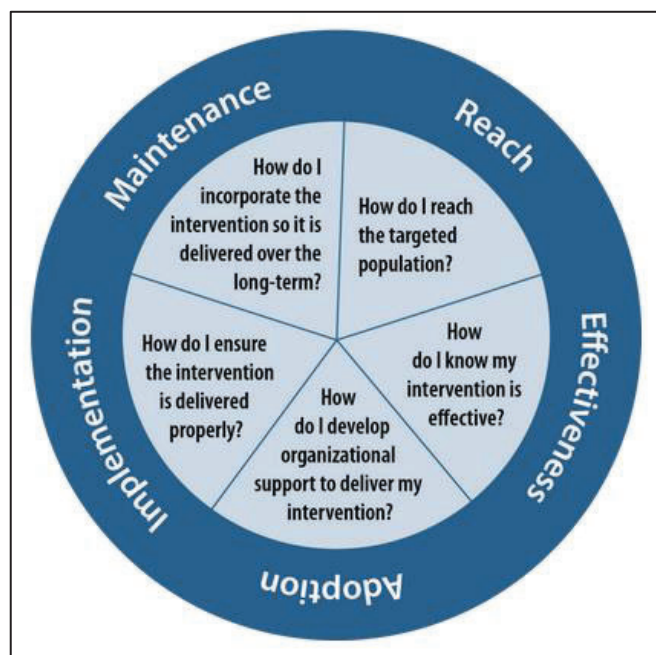 Reach
How do I reach
the targeted
population?
Effectiveness
How
do I know my
intervention is
effective?
Adoption
How
do I develop
organizational
support to deliver my
intervention?
Implementation
How do I ensure
the intervention
is delivered
properly?
Maintenance
How do I
incorporate the
intervention so it is
delivered over the
long-term?